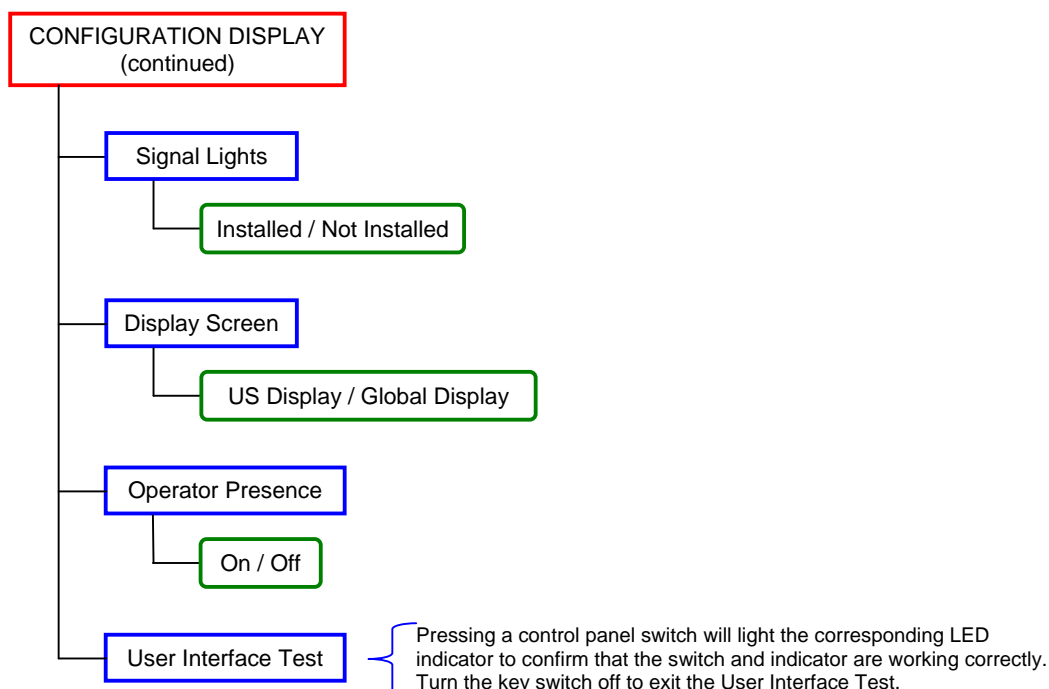 CONFIGURATION DISPLAY
(continued)
Signal Lights
Installed / Not Installed
Display Screen
US Display / Global Display
Operator Presence
On / Off
User Interface Test
Pressing a control panel switch will light the corresponding LED
indicator to confirm that the switch and indicator are working correctly.
Turn the key switch off to exit the User Interface Test.